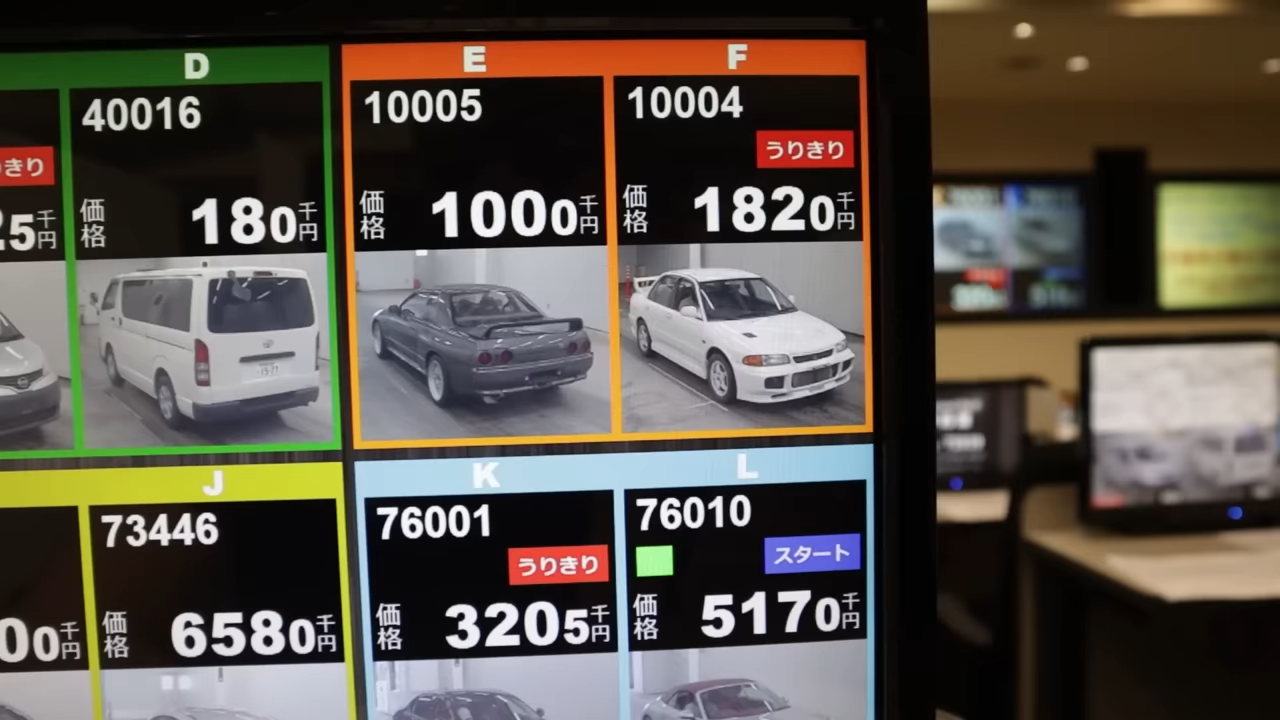 D
40016
価格 180千円
E
10005
価格 1000千円
F
10004
うりきり
価格 1820千円
きり
25千円
J
73446
価格 6580千円
K
76001
うりきり
価格 3205千円
L
76010
スタート
価格 5170千円
00千円